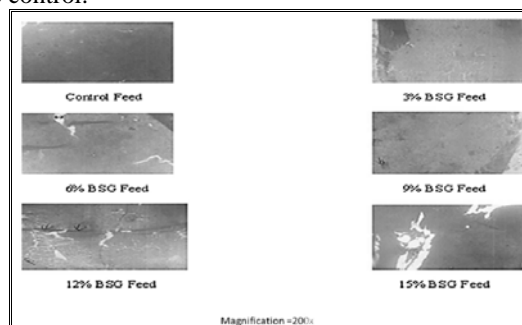 control.
Control Feed
3% BSG Feed
6% BSG Feed
9% BSG Feed
12% BSG Feed
15% BSG Feed
Magnification =200x